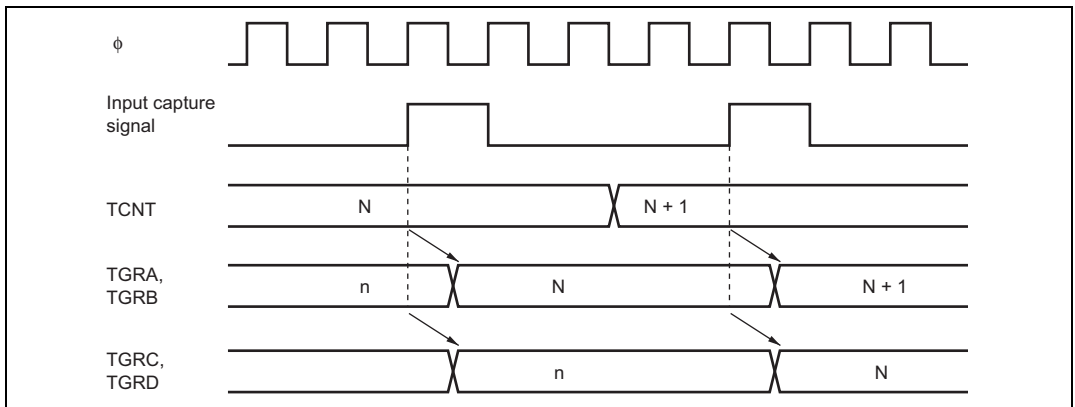 ϕ
Input capture
signal
TCNT
N
N + 1
TGRA,
TGRB
n
N
N + 1
TGRC,
TGRD
n
N